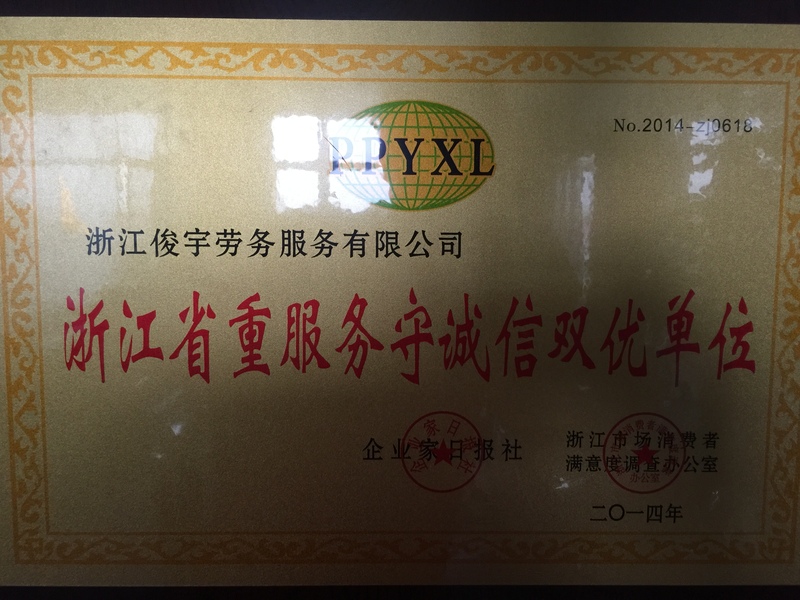 No.2014-zj0618
PPYXL
浙江俊宇劳务服务有限公司
浙江省重服务守诚信双优单位
企业家日报社
浙江市场消费者
满意度调查办公室
二〇一四年